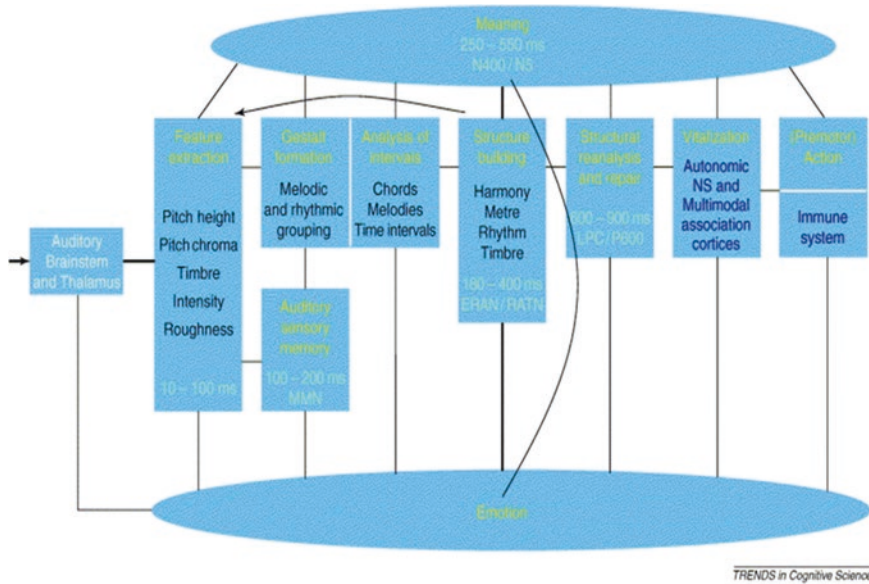 Meaning
250 – 550 ms
N400 / N5
Feature
extraction
Pitch height
Pitch chroma
Timbre
Intensity
Roughness
10 – 100 ms
Gestalt
formation
Melodic
and rhythmic
grouping
Analysis of
intervals
Chords
Melodies
Time intervals
Structure
building
Harmony
Metre
Rhythm
Timbre
180 – 400 ms
ERAN / RATN
Structural
reanalysis
and repair
600 – 900 ms
LPC / P600
Vitalization
Autonomic
NS and
Multimodal
association
cortices
(Premotor)
Action
Immune
system
Auditory
Brainstem
and Thalamus
Auditory
sensory
memory
100 – 200 ms
MMN
Emotion
TRENDS in Cognitive Science